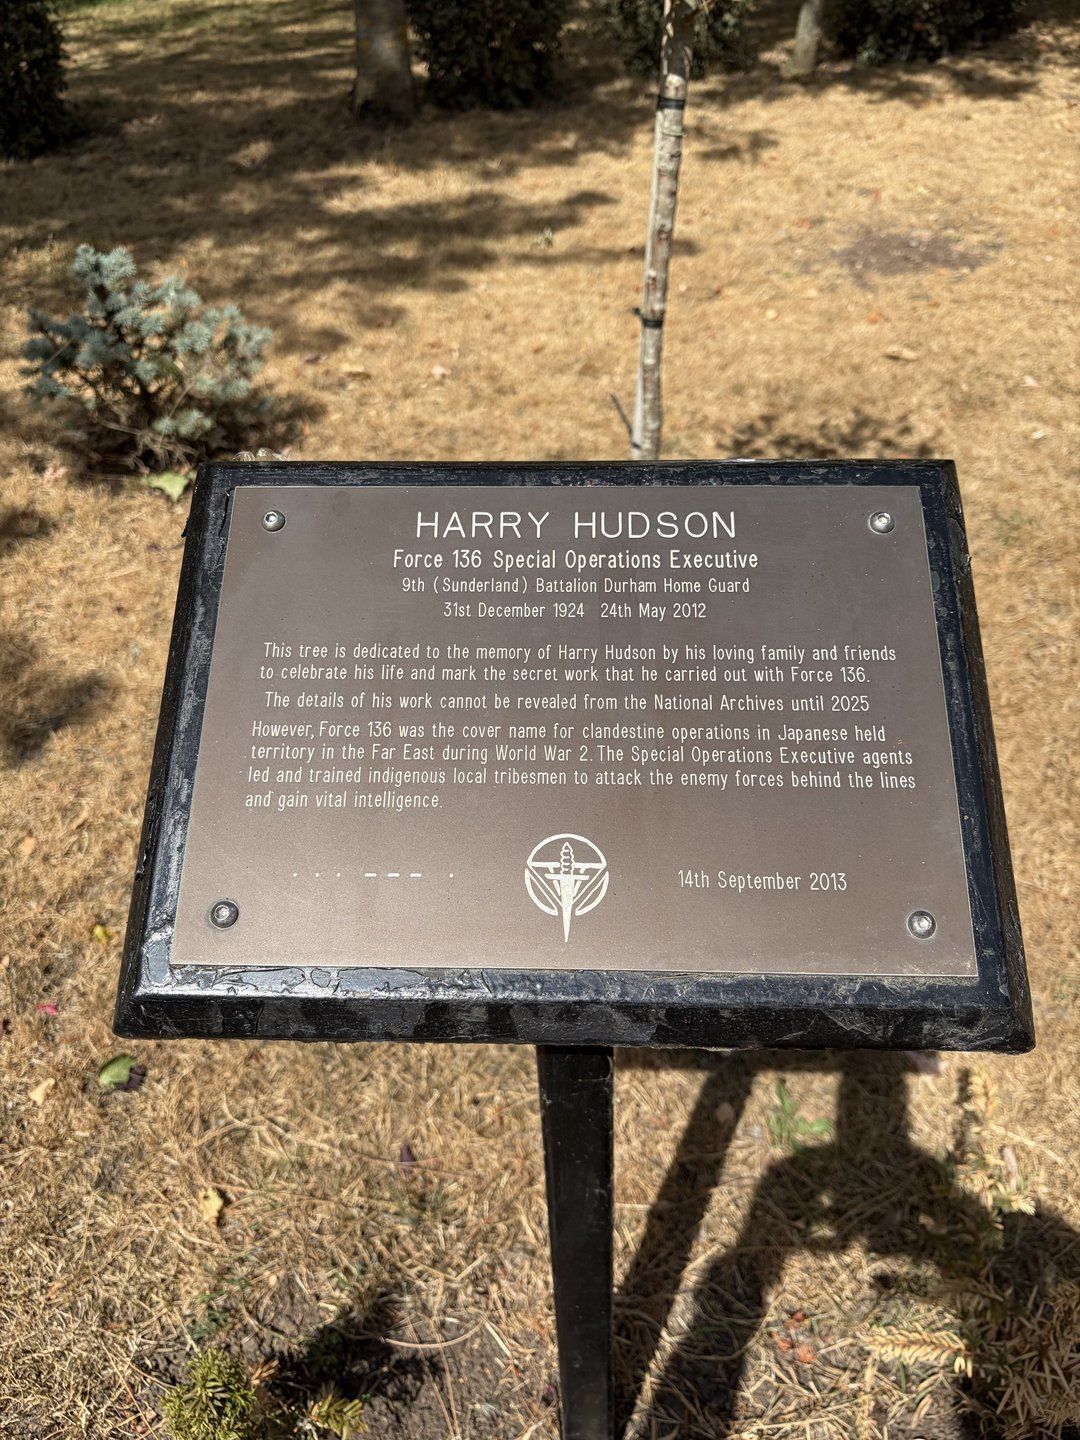 HARRY HUDSON
Force 136 Special Operations Executive
9th (Sunderland) Battalion Durham Home Guard
31st December 1924 24th May 2012
This tree is dedicated to the memory of Harry Hudson by his loving family and friends
to celebrate his life and mark the secret work that he carried out with Force 136.
The details of his work cannot be revealed from the National Archives until 2025
However, Force 136 was the cover name for clandestine operations in Japanese held
territory in the Far East during World War 2. The Special Operations Executive agents
led and trained indigenous local tribesmen to attack the enemy forces behind the lines
and gain vital intelligence.
. . . – – – .
14th September 2013